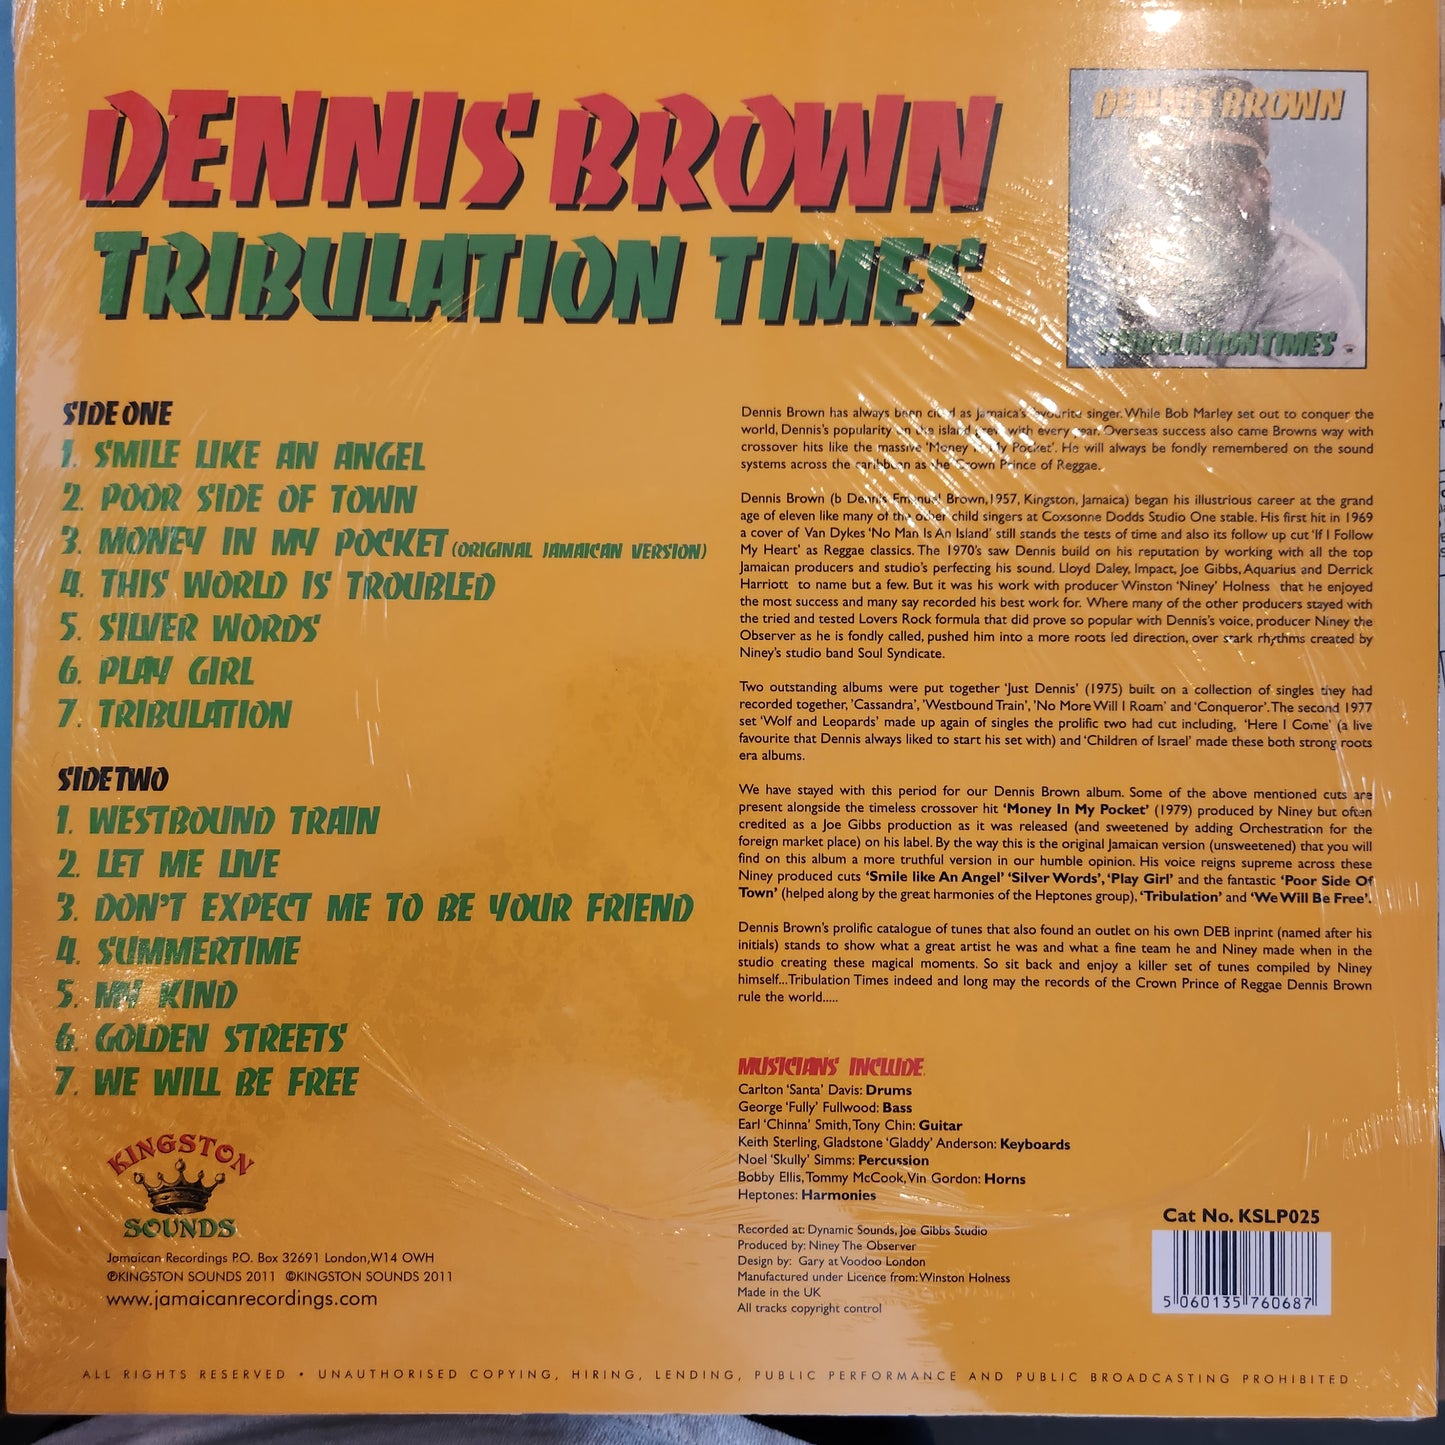 DENNIS BROWN
TRIBULATION TIMES
DENNIS BROWN
TRIBULATION TIMES
SIDE ONE
1. SMILE LIKE AN ANGEL
2. POOR SIDE OF TOWN
3. MONEY IN MY POCKET (ORIGINAL JAMAICAN VERSION)
4. THIS WORLD IS TROUBLED
5. SILVER WORDS
6. PLAY GIRL
7. TRIBULATION
SIDE TWO
1. WESTBOUND TRAIN
2. LET ME LIVE
3. DON'T EXPECT ME TO BE YOUR FRIEND
4. SUMMERTIME
5. MY KIND
6. GOLDEN STREETS
7. WE WILL BE FREE
KINGSTON
SOUNDS
Jamaican Recordings P.O. Box 32691 London,W14 OWH
℗KINGSTON SOUNDS 2011 ©KINGSTON SOUNDS 2011
www.jamaicanrecordings.com
Dennis Brown has always been cited as Jamaica's favourite singer. While Bob Marley set out to conquer the
world, Dennis's popularity on the island grew with every year. Overseas success also came Browns way with
crossover hits like the massive 'Money In My Pocket'. He will always be fondly remembered on the sound
systems across the caribbean as the Crown Prince of Reggae.
Dennis Brown (b Dennis Emanuel Brown,1957, Kingston, Jamaica) began his illustrious career at the grand
age of eleven like many of the other child singers at Coxsonne Dodds Studio One stable. His first hit in 1969
a cover of Van Dykes 'No Man Is An Island' still stands the tests of time and also its follow up cut 'If I Follow
My Heart' as Reggae classics. The 1970's saw Dennis build on his reputation by working with all the top
Jamaican producers and studio's perfecting his sound. Lloyd Daley, Impact, Joe Gibbs, Aquarius and Derrick
Harriott to name but a few. But it was his work with producer Winston 'Niney' Holness that he enjoyed
the most success and many say recorded his best work for. Where many of the other producers stayed with
the tried and tested Lovers Rock formula that did prove so popular with Dennis's voice, producer Niney the
Observer as he is fondly called, pushed him into a more roots led direction, over stark rhythms created by
Niney's studio band Soul Syndicate.
Two outstanding albums were put together 'Just Dennis' (1975) built on a collection of singles they had
recorded together, 'Cassandra', 'Westbound Train', 'No More Will I Roam' and 'Conqueror'. The second 1977
set 'Wolf and Leopards' made up again of singles the prolific two had cut including, 'Here I Come' (a live
favourite that Dennis always liked to start his set with) and 'Children of Israel' made these both strong roots
era albums.
We have stayed with this period for our Dennis Brown album. Some of the above mentioned cuts are
present alongside the timeless crossover hit 'Money In My Pocket' (1979) produced by Niney but often
credited as a Joe Gibbs production as it was released (and sweetened by adding Orchestration for the
foreign market place) on his label. By the way this is the original Jamaican version (unsweetened) that you will
find on this album a more truthful version in our humble opinion. His voice reigns supreme across these
Niney produced cuts 'Smile like An Angel' 'Silver Words', 'Play Girl' and the fantastic 'Poor Side Of
Town' (helped along by the great harmonies of the Heptones group), 'Tribulation' and 'We Will Be Free'.
Dennis Brown's prolific catalogue of tunes that also found an outlet on his own DEB inprint (named after his
initials) stands to show what a great artist he was and what a fine team he and Niney made when in the
studio creating these magical moments. So sit back and enjoy a killer set of tunes compiled by Niney
himself...Tribulation Times indeed and long may the records of the Crown Prince of Reggae Dennis Brown
rule the world.....
MUSICIANS INCLUDE.
Carlton 'Santa' Davis: Drums
George 'Fully' Fullwood: Bass
Earl 'Chinna' Smith, Tony Chin: Guitar
Keith Sterling, Gladstone 'Gladdy' Anderson: Keyboards
Noel 'Skully' Simms: Percussion
Bobby Ellis, Tommy McCook, Vin Gordon: Horns
Heptones: Harmonies
Recorded at: Dynamic Sounds, Joe Gibbs Studio
Produced by: Niney The Observer
Design by: Gary at Voodoo London
Manufactured under Licence from: Winston Holness
Made in the UK
All tracks copyright control
Cat No. KSLP025
5 060135 760687
ALL RIGHTS RESERVED • UNAUTHORISED COPYING, HIRING, LENDING, PUBLIC PERFORMANCE AND PUBLIC BROADCASTING PROHIBITED